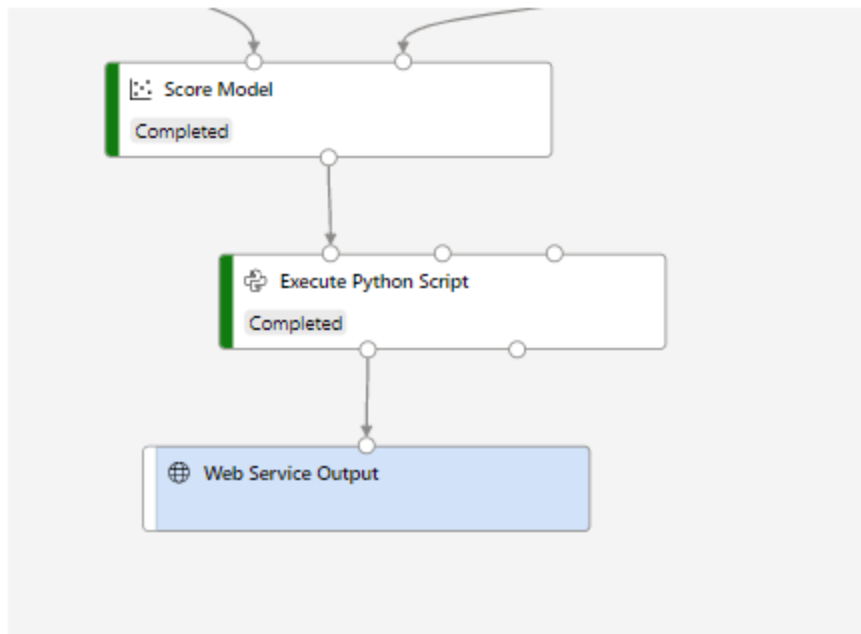 Score Model
Completed
Execute Python Script
Completed
Web Service Output